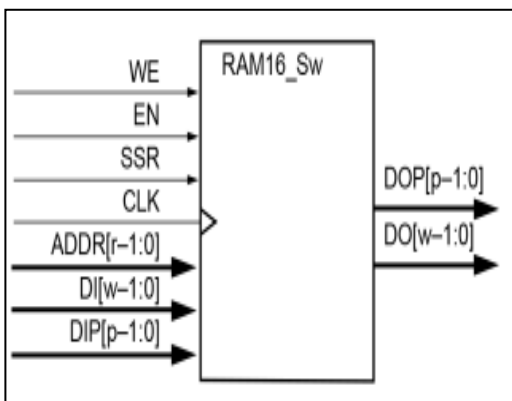 WE
RAM16_Sw
EN
SSR
CLK
DOP[p–1:0]
ADDR[r–1:0]
DO[w–1:0]
DI[w–1:0]
DIP[p–1:0]